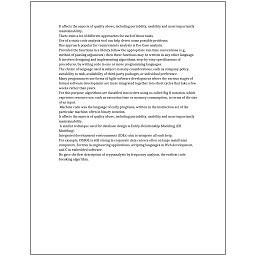 It affects the aspects of quality above, including portability, usability and most importantly
maintainability.
There exist a lot of different approaches for each of those tasks.
Use of a static code analysis tool can help detect some possible problems.
One approach popular for requirements analysis is Use Case analysis.
Provided the functions in a library follow the appropriate run-time conventions (e.g.,
method of passing arguments), then these functions may be written in any other language.
It involves designing and implementing algorithms, step-by-step specifications of
procedures, by writing code in one or more programming languages.
The choice of language used is subject to many considerations, such as company policy,
suitability to task, availability of third-party packages, or individual preference.
Many programmers use forms of Agile software development where the various stages of
formal software development are more integrated together into short cycles that take a few
weeks rather than years.
For this purpose, algorithms are classified into orders using so-called Big O notation, which
expresses resource use, such as execution time or memory consumption, in terms of the size
of an input.
Machine code was the language of early programs, written in the instruction set of the
particular machine, often in binary notation.
It affects the aspects of quality above, including portability, usability and most importantly
maintainability.
A similar technique used for database design is Entity-Relationship Modeling (ER
Modeling).
Integrated development environments (IDEs) aim to integrate all such help.
For example, COBOL is still strong in corporate data centers often on large mainframe
computers, Fortran in engineering applications, scripting languages in Web development,
and C in embedded software.
He gave the first description of cryptanalysis by frequency analysis, the earliest code-
breaking algorithm.